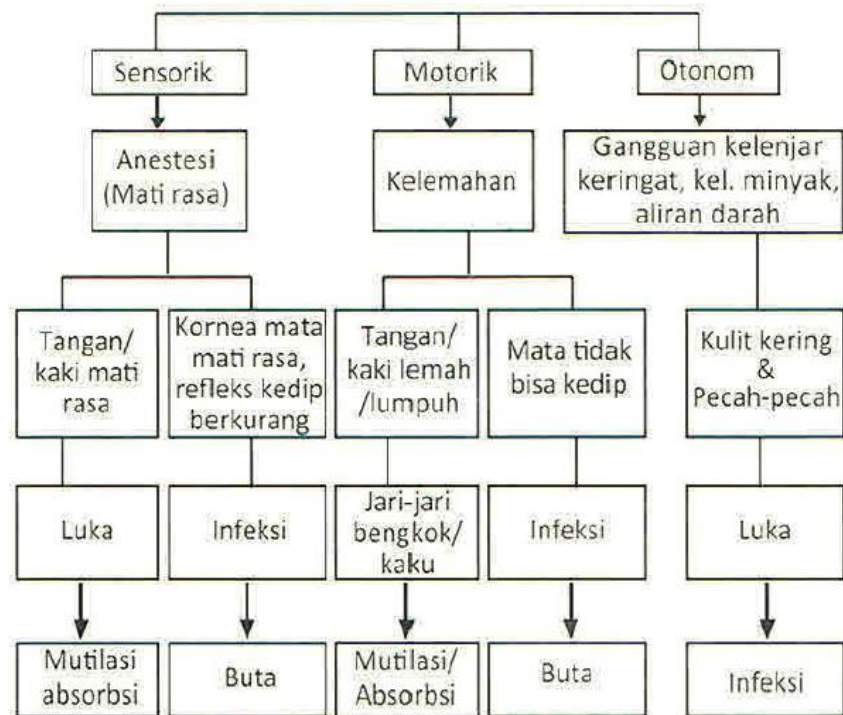 Sensorik
Motorik
Otonom
Anestesi
(Mati rasa)
Kelemahan
Gangguan kelenjar
keringat, kel. minyak,
aliran darah
Tangan/
kaki mati
rasa
Kornea mata
mati rasa,
refleks kedip
berkurang
Tangan/
kaki lemah
/lumpuh
Mata tidak
bisa kedip
Kulit kering
&
Pecah-pecah
Luka
Infeksi
Jari-jari
bengkok/
kaku
Infeksi
Luka
Mutilasi
absorbsi
Buta
Mutilasi/
Absorbsi
Buta
Infeksi